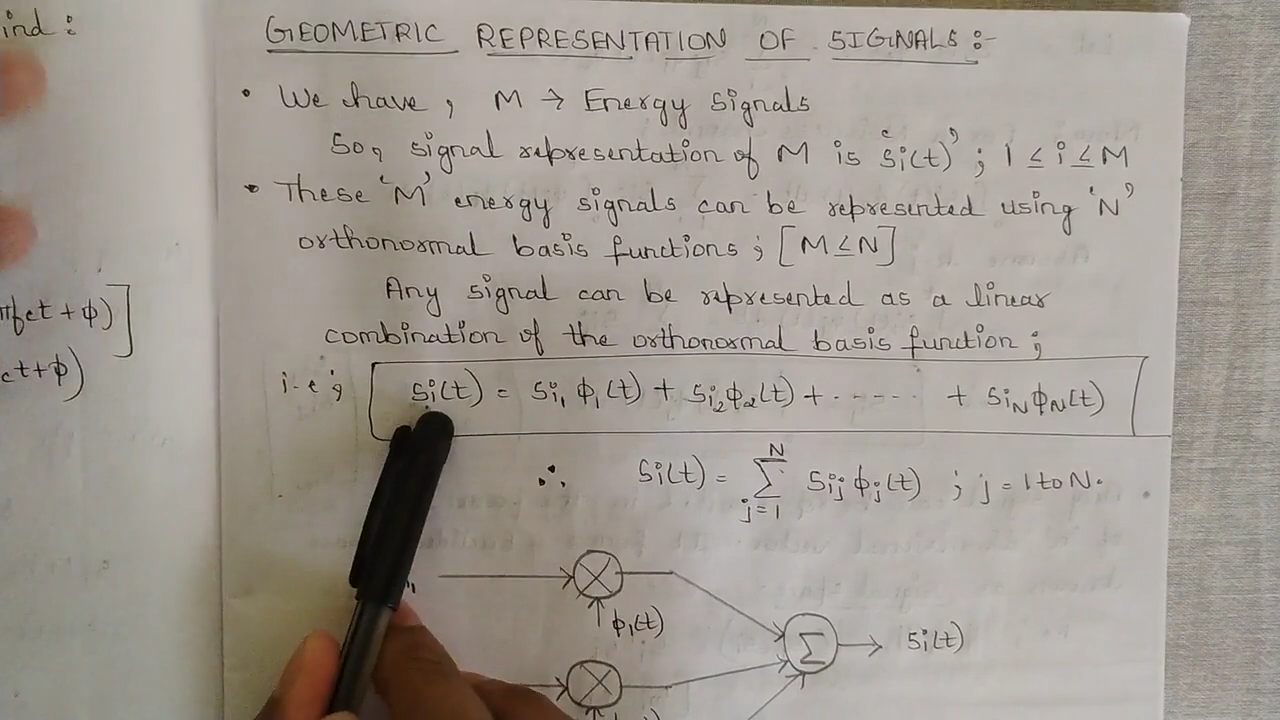 ind :
GEOMETRIC REPRESENTATION OF SIGNALS :-
• We have, M → Energy signals
So, signal representation of M is 'si(t)' ; 1 ≤ i ≤ M
• These 'M' energy signals can be represented using 'N'
orthonormal basis functions ; [M ≤ N]
Any signal can be represented as a linear
combination of the orthonormal basis function ;
πfct + φ)]
ct + φ)
i.e ; si(t) = si1 φ1(t) + si2 φ2(t) + ----- + siN φN(t)
∴ si(t) = N∑j=1 sij φj(t) ; j = 1 to N.
φ1(t)
∑ → si(t)